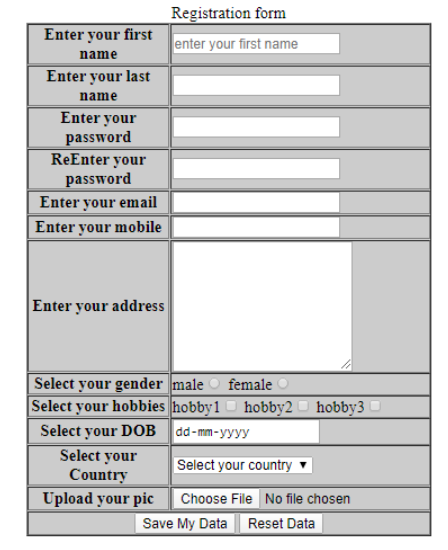 Registration form
Enter your first
name
enter your first name
Enter your last
name
Enter your
password
ReEnter your
password
Enter your email
Enter your mobile
Enter your address
Select your gender male female
Select your hobbies hobby1 hobby2 hobby3
Select your DOB dd-mm-yyyy
Select your
Country
Select your country
Upload your pic Choose File No file chosen
Save My Data Reset Data